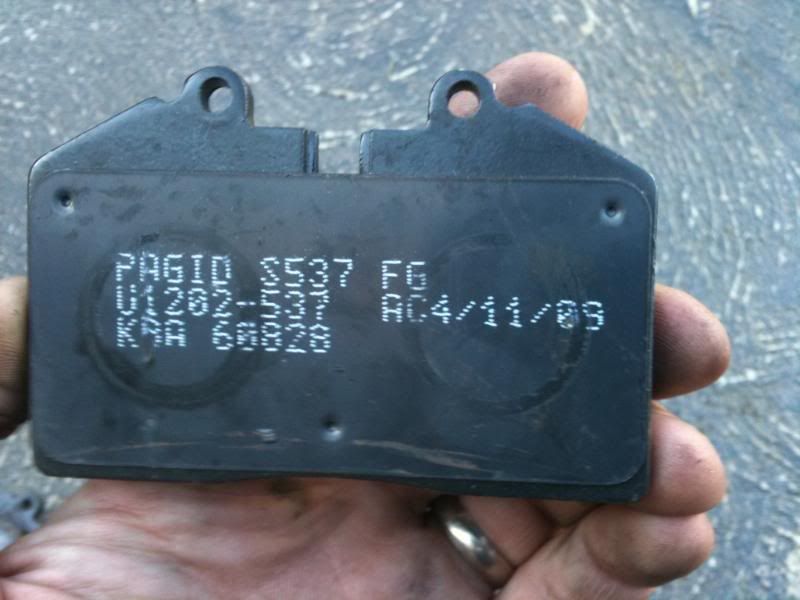 PAGID S537 FG
U1202-537 AC4/11/09
KBA 60828